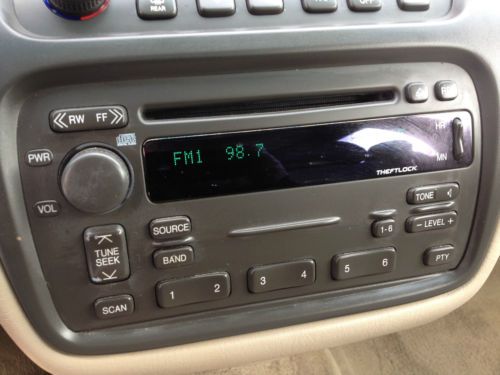 REAR
RW FF
PWR
VOL
FM1 98.7
THEFTLOCK
HR
MN
TUNE
SEEK
SCAN
SOURCE
BAND
1 2
3 4
5 6
1-6
TONE
- LEVEL +
PTY